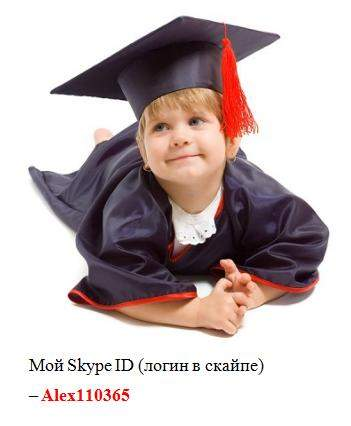 Мой Skype ID (логин в скайпе)
– Alex110365